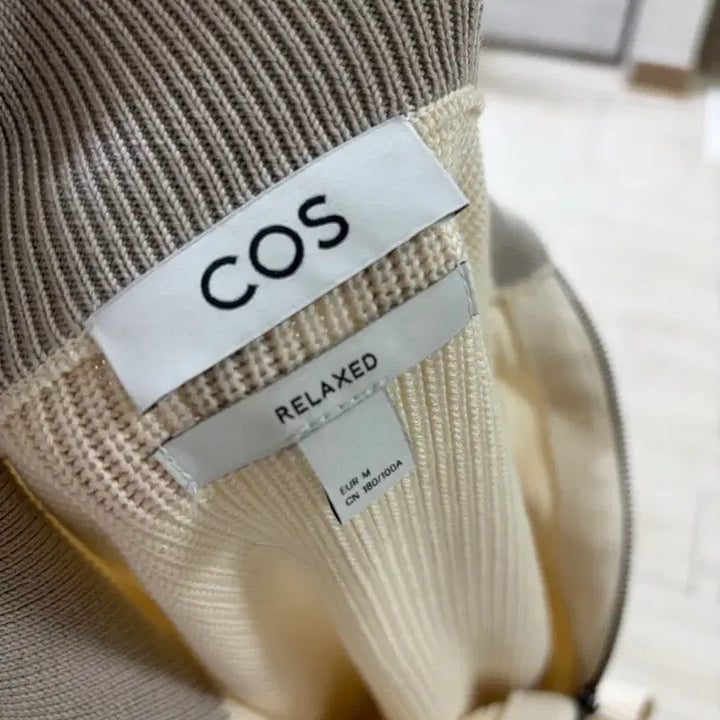 COS
RELAXED
EUR M
CN 180/100A